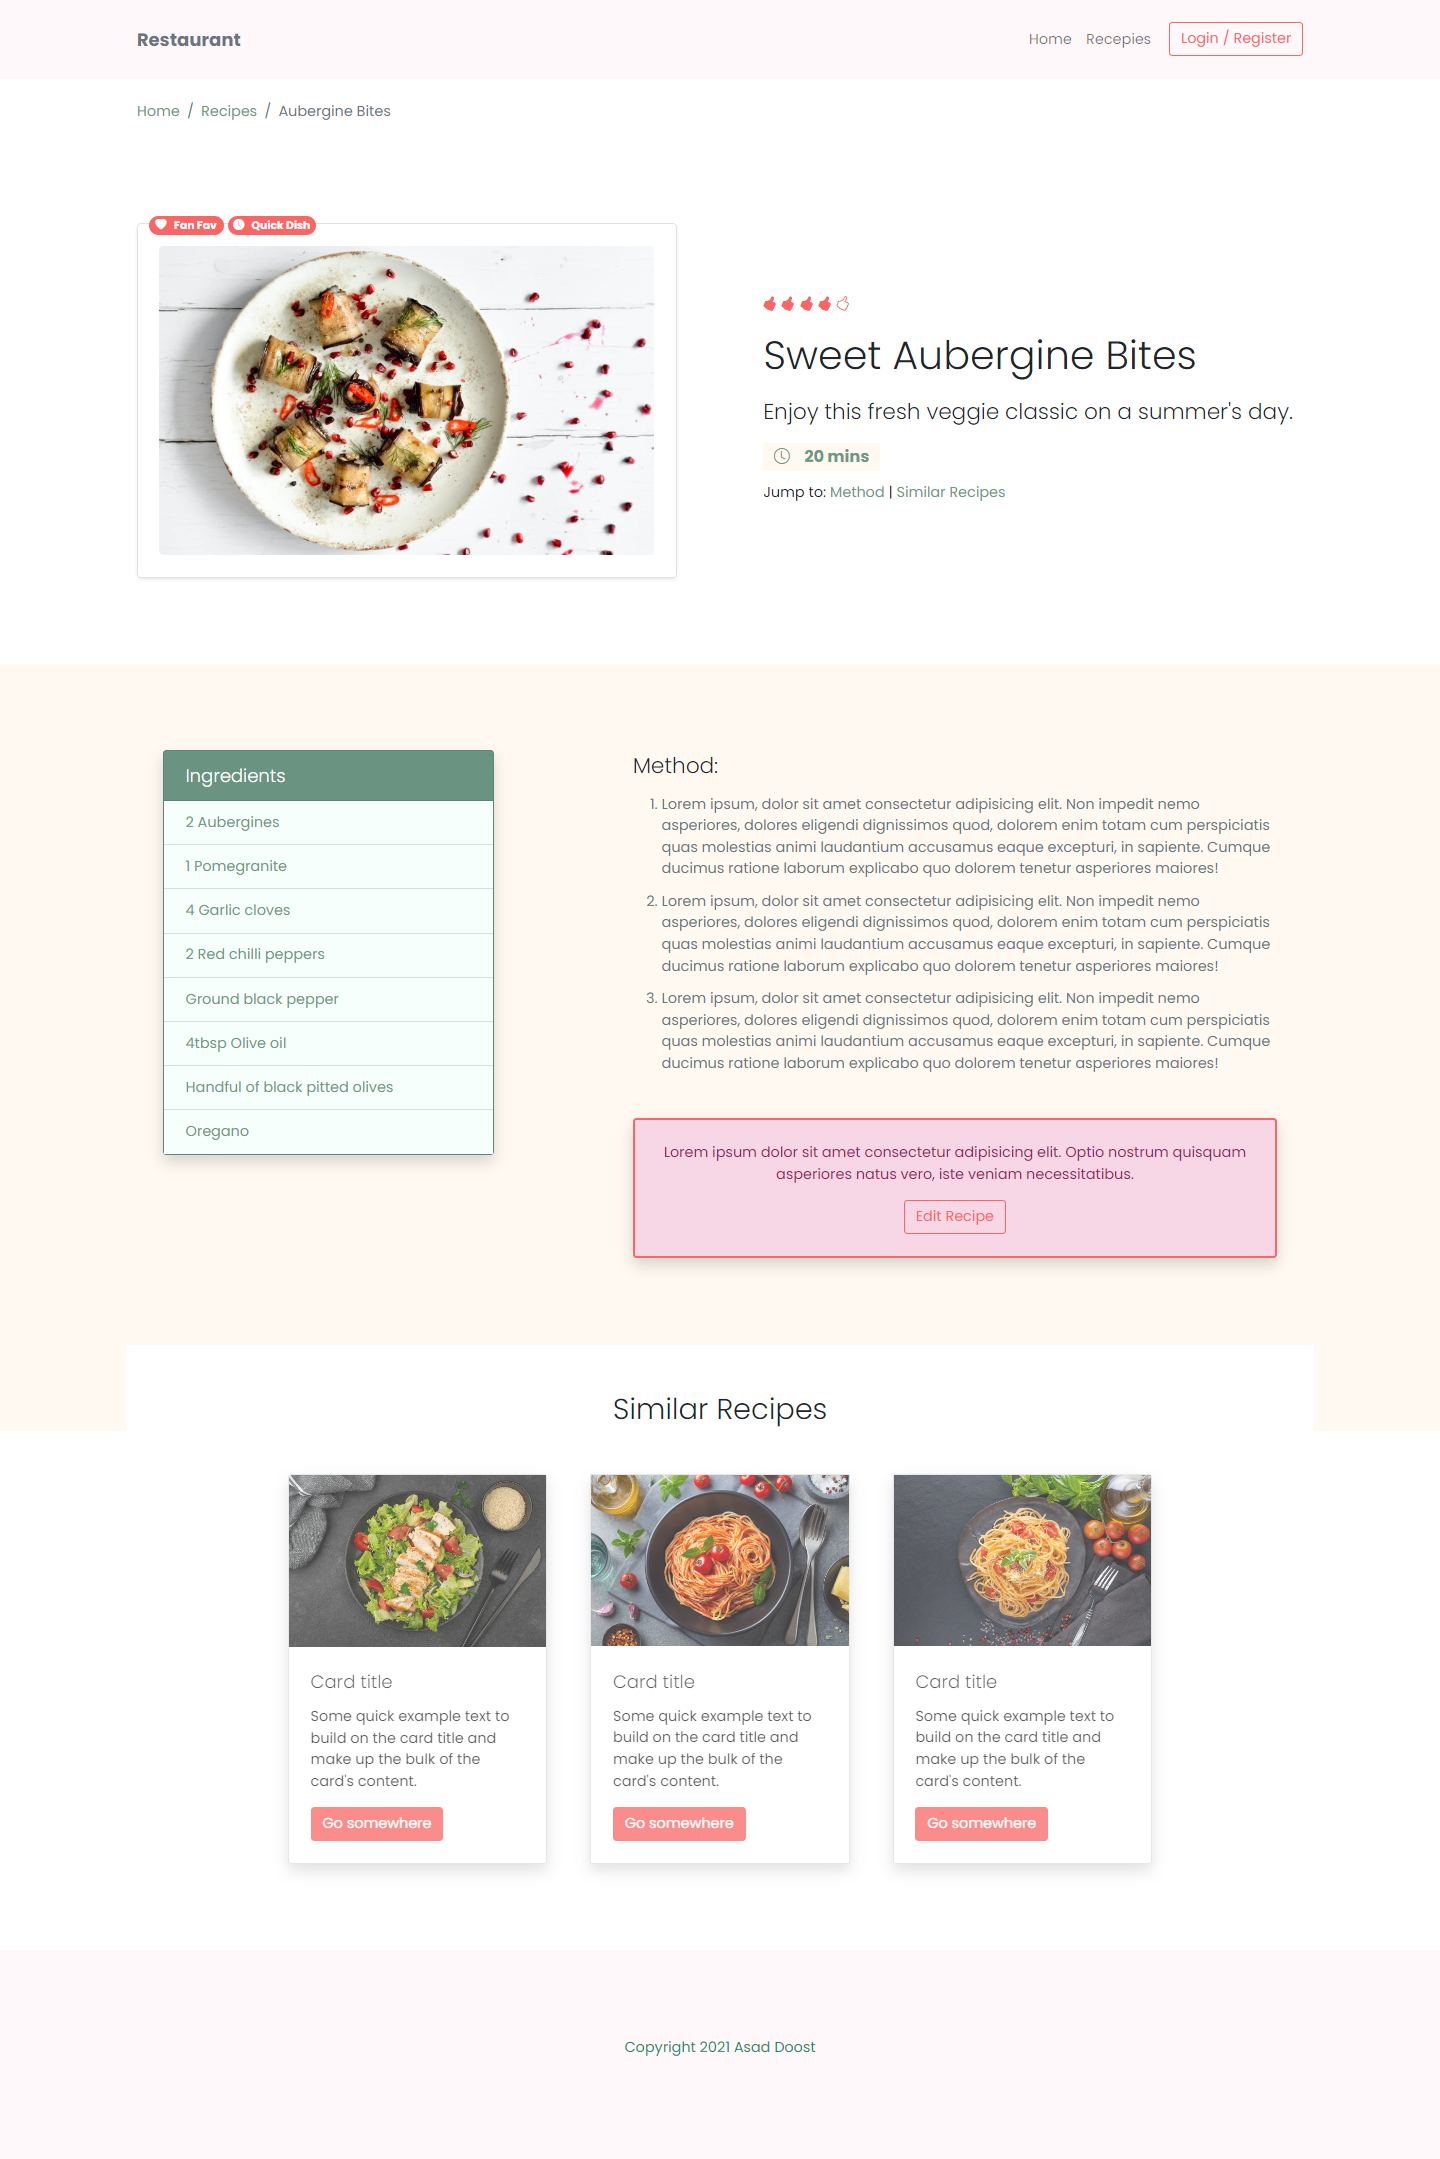 Restaurant
Home Recepies Login / Register
Home / Recipes / Aubergine Bites
Fan Fav Quick Dish
Sweet Aubergine Bites
Enjoy this fresh veggie classic on a summer's day.
20 mins
Jump to: Method | Similar Recipes
Ingredients
2 Aubergines
1 Pomegranite
4 Garlic cloves
2 Red chilli peppers
Ground black pepper
4tbsp Olive oil
Handful of black pitted olives
Oregano
Method:
1. Lorem ipsum, dolor sit amet consectetur adipisicing elit. Non impedit nemo
asperiores, dolores eligendi dignissimos quod, dolorem enim totam cum perspiciatis
quas molestias animi laudantium accusamus eaque excepturi, in sapiente. Cumque
ducimus ratione laborum explicabo quo dolorem tenetur asperiores maiores!
2. Lorem ipsum, dolor sit amet consectetur adipisicing elit. Non impedit nemo
asperiores, dolores eligendi dignissimos quod, dolorem enim totam cum perspiciatis
quas molestias animi laudantium accusamus eaque excepturi, in sapiente. Cumque
ducimus ratione laborum explicabo quo dolorem tenetur asperiores maiores!
3. Lorem ipsum, dolor sit amet consectetur adipisicing elit. Non impedit nemo
asperiores, dolores eligendi dignissimos quod, dolorem enim totam cum perspiciatis
quas molestias animi laudantium accusamus eaque excepturi, in sapiente. Cumque
ducimus ratione laborum explicabo quo dolorem tenetur asperiores maiores!
Lorem ipsum dolor sit amet consectetur adipisicing elit. Optio nostrum quisquam
asperiores natus vero, iste veniam necessitatibus.
Edit Recipe
Similar Recipes
Card title
Some quick example text to
build on the card title and
make up the bulk of the
card's content.
Go somewhere
Card title
Some quick example text to
build on the card title and
make up the bulk of the
card's content.
Go somewhere
Card title
Some quick example text to
build on the card title and
make up the bulk of the
card's content.
Go somewhere
Copyright 2021 Asad Doost